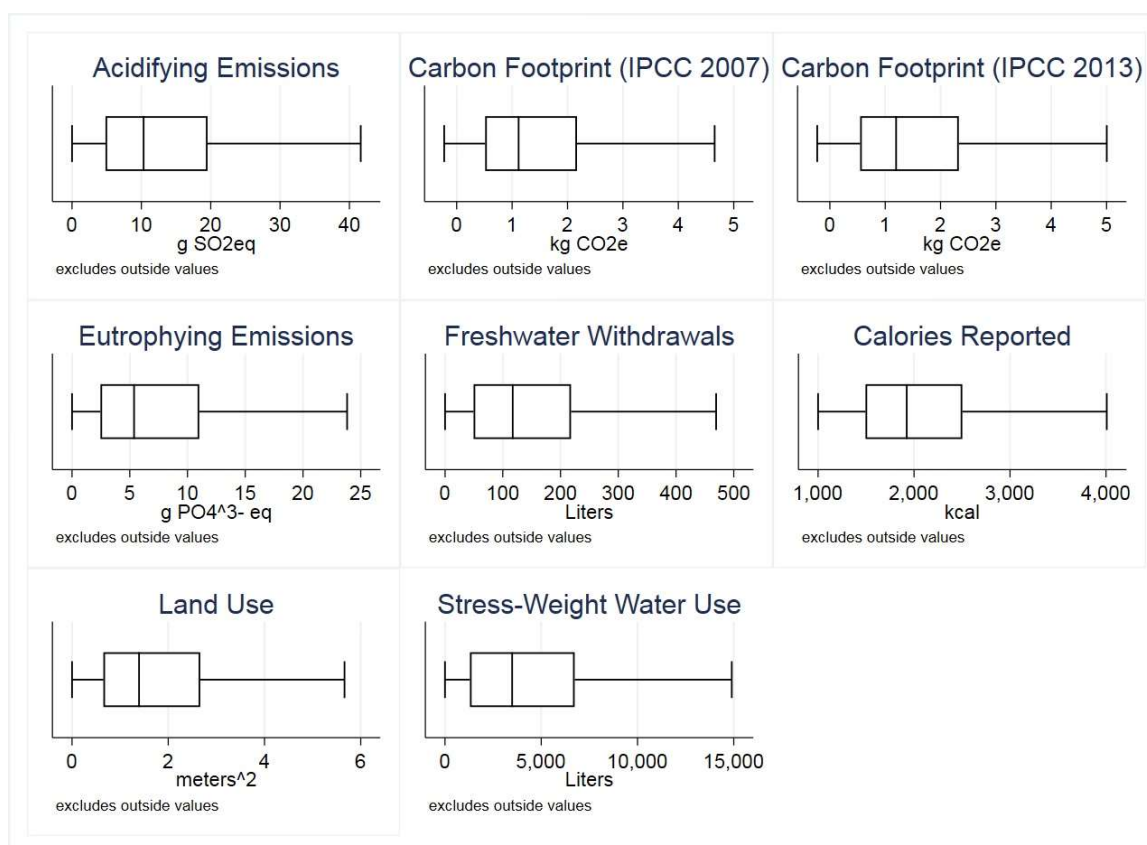 Acidifying Emissions
0 10 20 30 40
g SO2eq
excludes outside values
Carbon Footprint (IPCC 2007)
0 1 2 3 4 5
kg CO2e
excludes outside values
Carbon Footprint (IPCC 2013)
0 1 2 3 4 5
kg CO2e
excludes outside values
Eutrophying Emissions
0 5 10 15 20 25
g PO4^3- eq
excludes outside values
Freshwater Withdrawals
0 100 200 300 400 500
Liters
excludes outside values
Calories Reported
1,000 2,000 3,000 4,000
kcal
excludes outside values
Land Use
0 2 4 6
meters^2
excludes outside values
Stress-Weight Water Use
0 5,000 10,000 15,000
Liters
excludes outside values